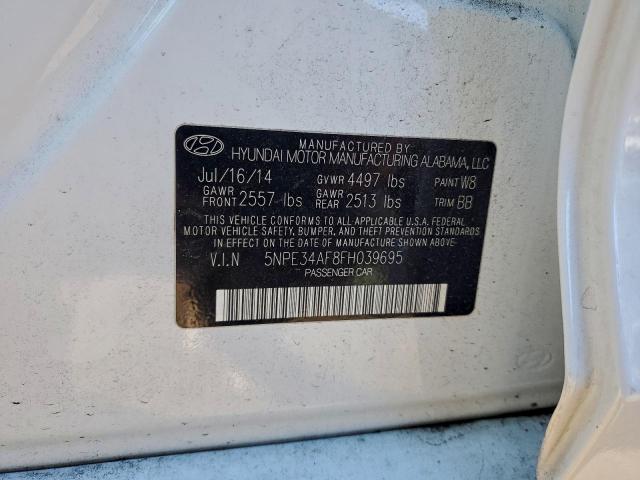 MANUFACTURED BY
HYUNDAI MOTOR MANUFACTURING ALABAMA, LLC
Jul/16/14 GVWR 4497 lbs PAINT W8
GAWR FRONT 2557 lbs GAWR REAR 2513 lbs TRIM BB
THIS VEHICLE CONFORMS TO ALL APPLICABLE U.S.A. FEDERAL
MOTOR VEHICLE SAFETY, BUMPER, AND THEFT PREVENTION STANDARDS
IN EFFECT ON THE DATE OF MANUFACTURE SHOWN ABOVE.
V.I.N 5NPE34AF8FH039695
PASSENGER CAR